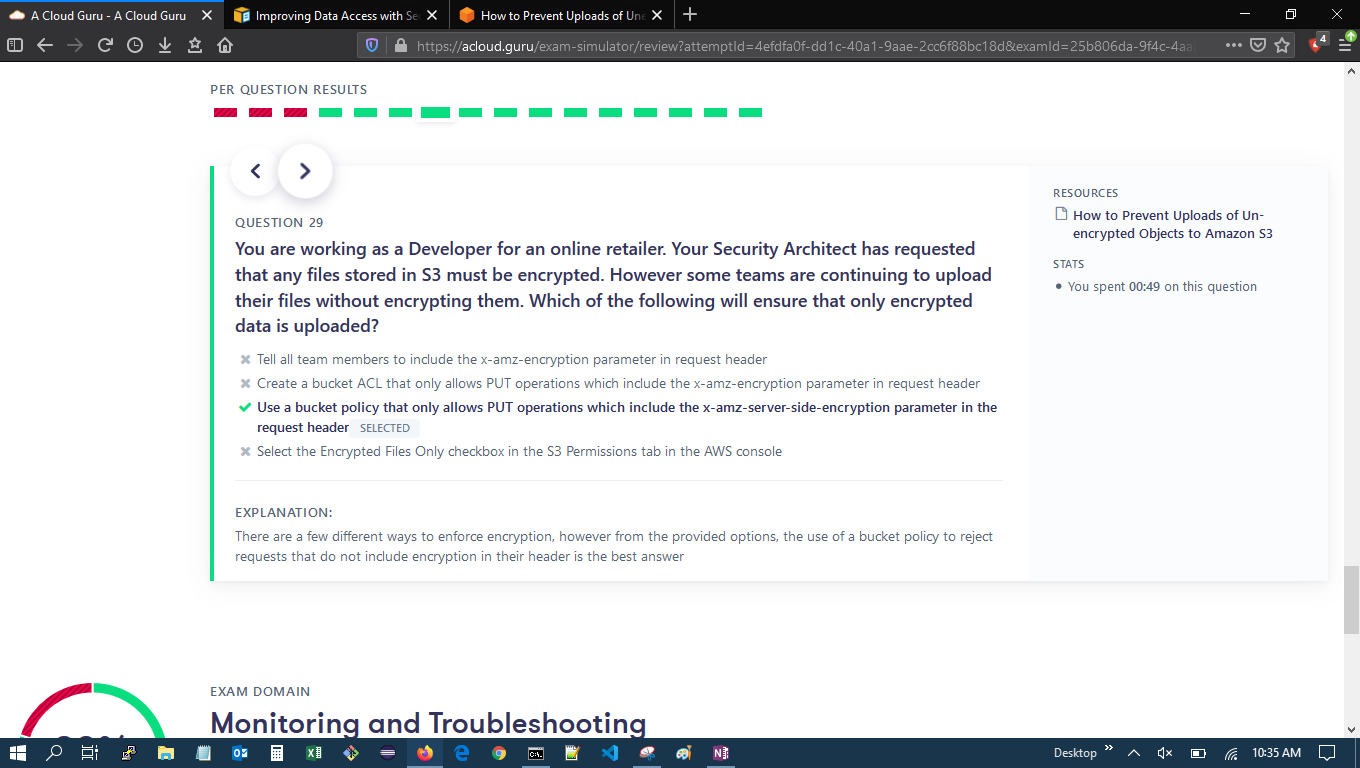 A Cloud Guru - A Cloud Guru
Improving Data Access with Se
How to Prevent Uploads of Une
https://acloud.guru/exam-simulator/review?attemptId=4efdfa0f-dd1c-40a1-9aae-2cc6f88bc18d&examId=25b806da-9f4c-4aa
4
PER QUESTION RESULTS
QUESTION 29
You are working as a Developer for an online retailer. Your Security Architect has requested
that any files stored in S3 must be encrypted. However some teams are continuing to upload
their files without encrypting them. Which of the following will ensure that only encrypted
data is uploaded?
Tell all team members to include the x-amz-encryption parameter in request header
Create a bucket ACL that only allows PUT operations which include the x-amz-encryption parameter in request header
Use a bucket policy that only allows PUT operations which include the x-amz-server-side-encryption parameter in the
request header SELECTED
Select the Encrypted Files Only checkbox in the S3 Permissions tab in the AWS console
EXPLANATION:
There are a few different ways to enforce encryption, however from the provided options, the use of a bucket policy to reject
requests that do not include encryption in their header is the best answer
RESOURCES
How to Prevent Uploads of Un-
encrypted Objects to Amazon S3
STATS
• You spent 00:49 on this question
EXAM DOMAIN
Monitoring and Troubleshooting
Desktop
10:35 AM